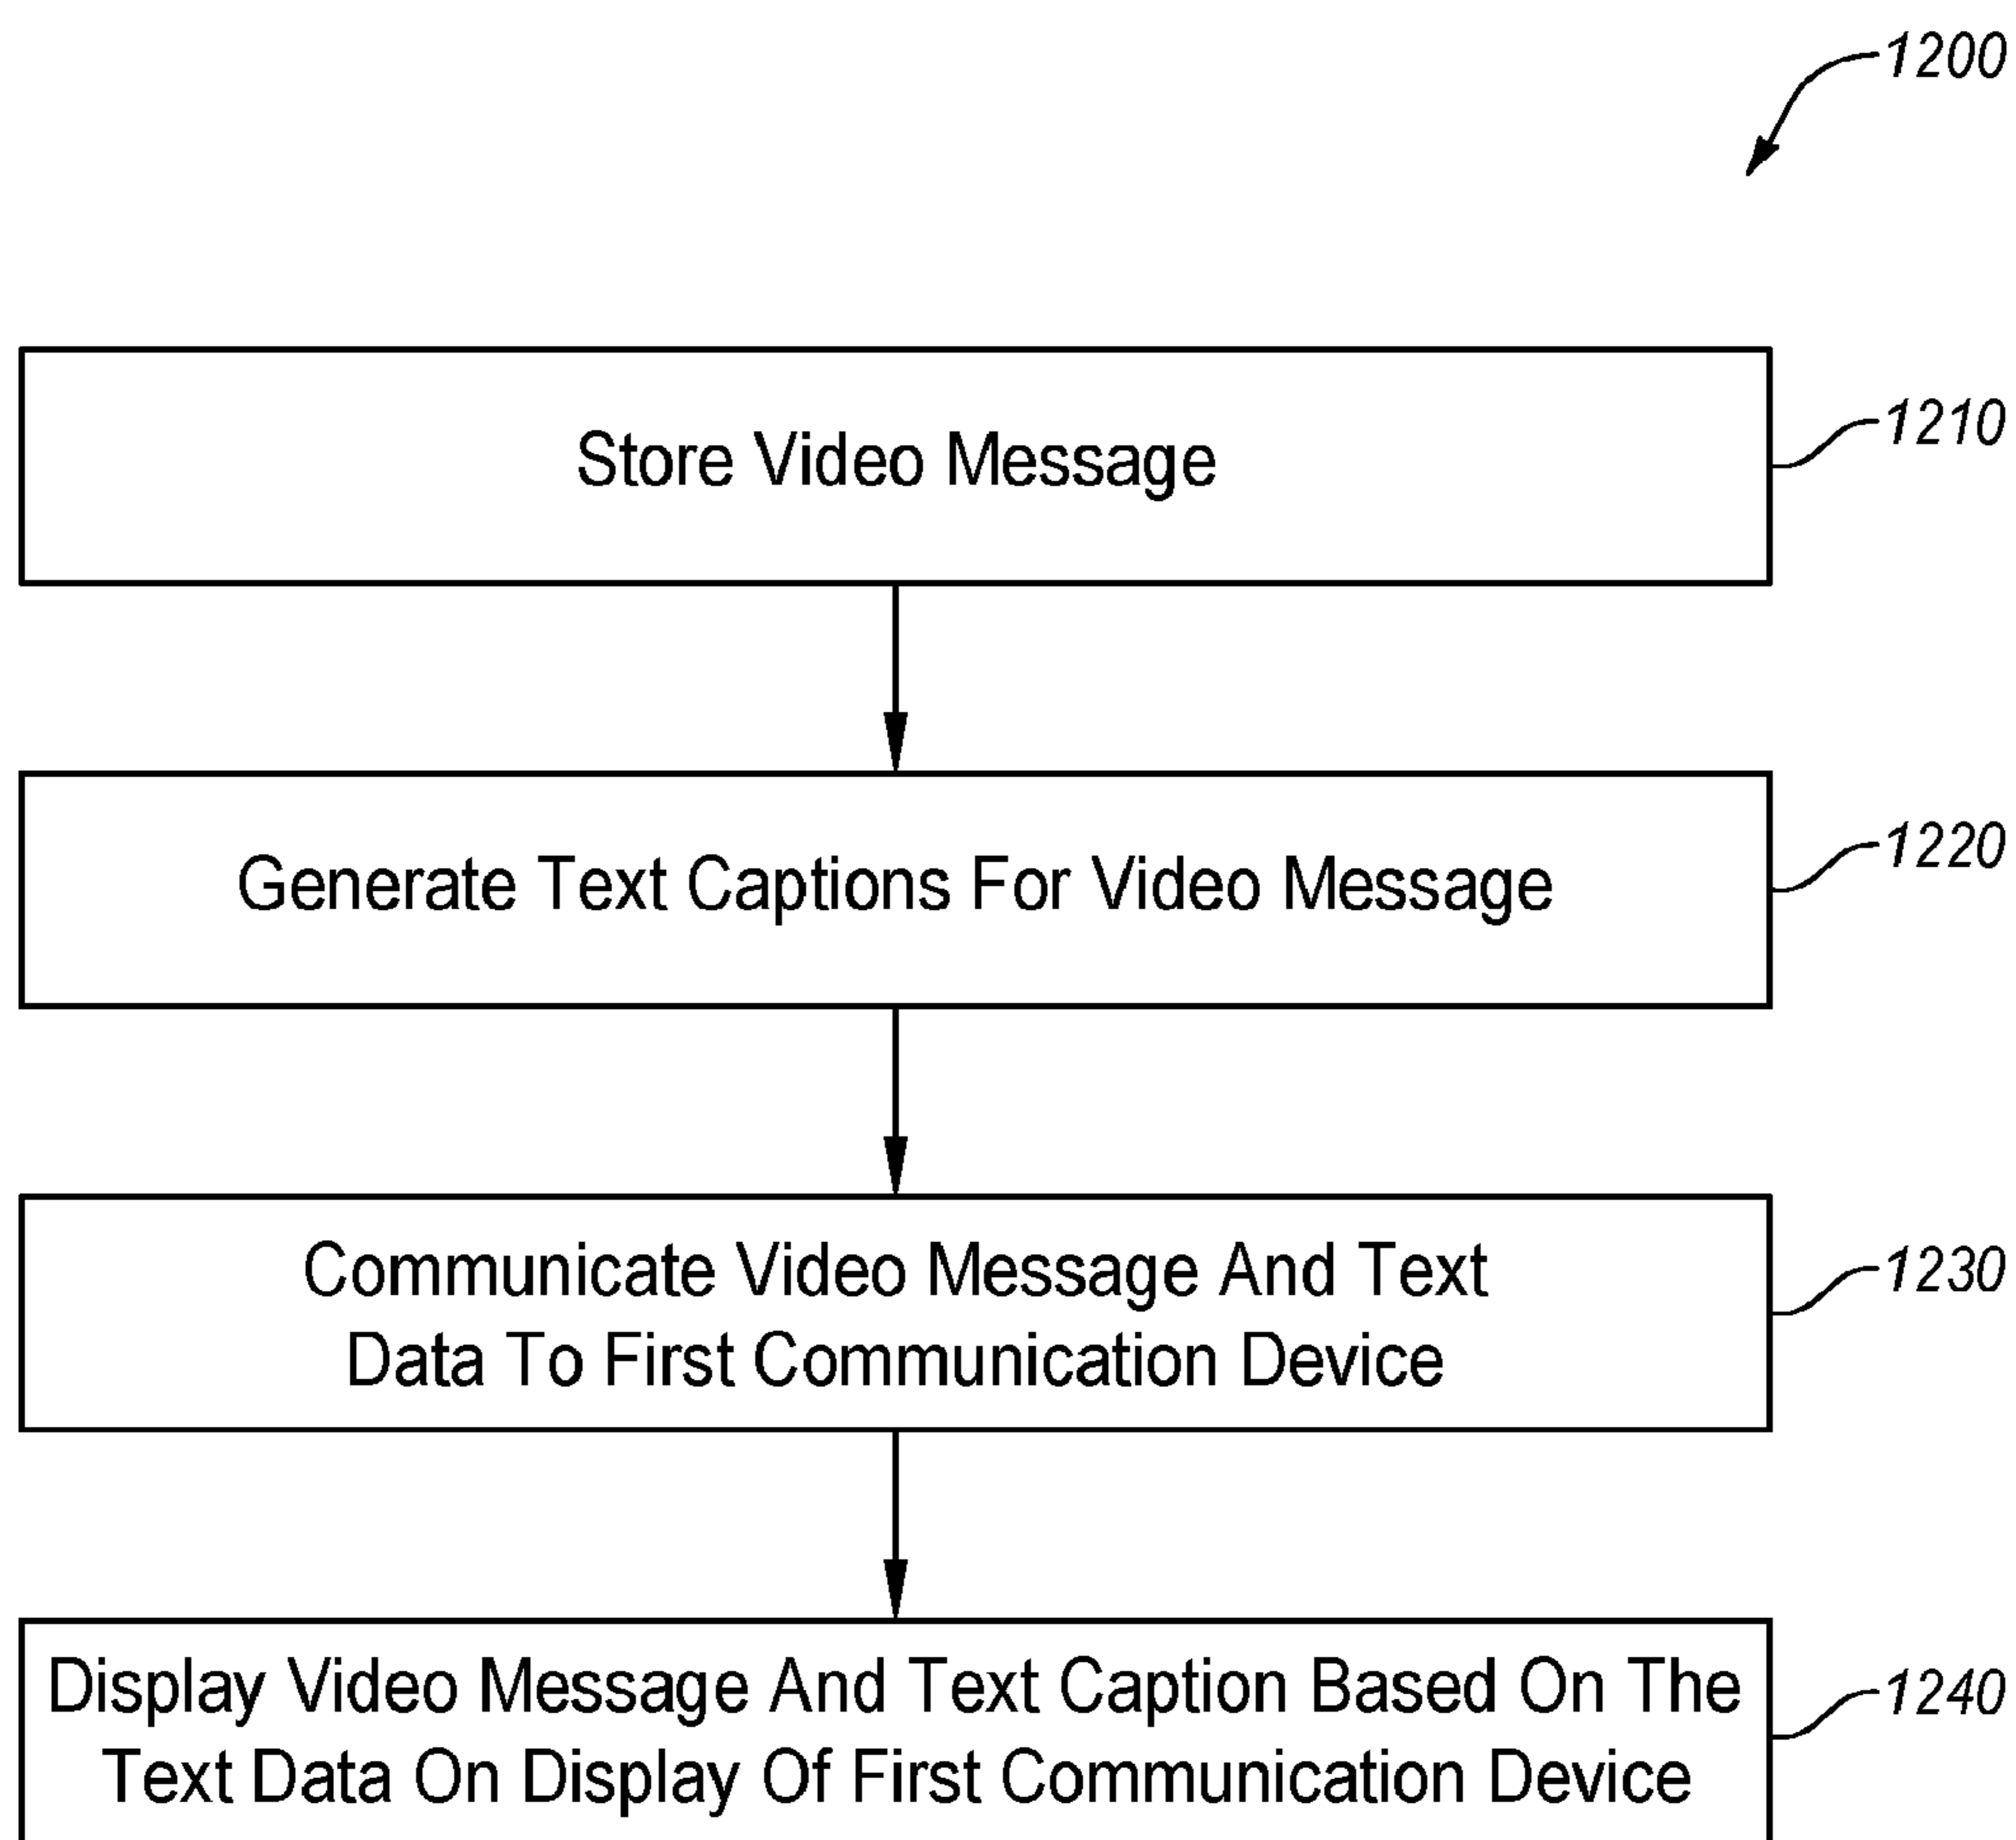 1200
Store Video Message
1210
Generate Text Captions For Video Message
1220
Communicate Video Message And Text
Data To First Communication Device
1230
Display Video Message And Text Caption Based On The
Text Data On Display Of First Communication Device
1240